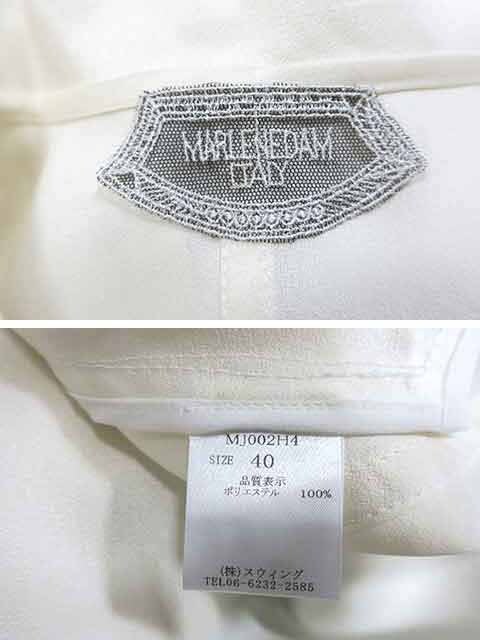 MARLENEDAM
ITALY
MJ002H4
SIZE 40
品質表示
ポリエステル 100%
(株)スウィング
TEL06-6232-2585